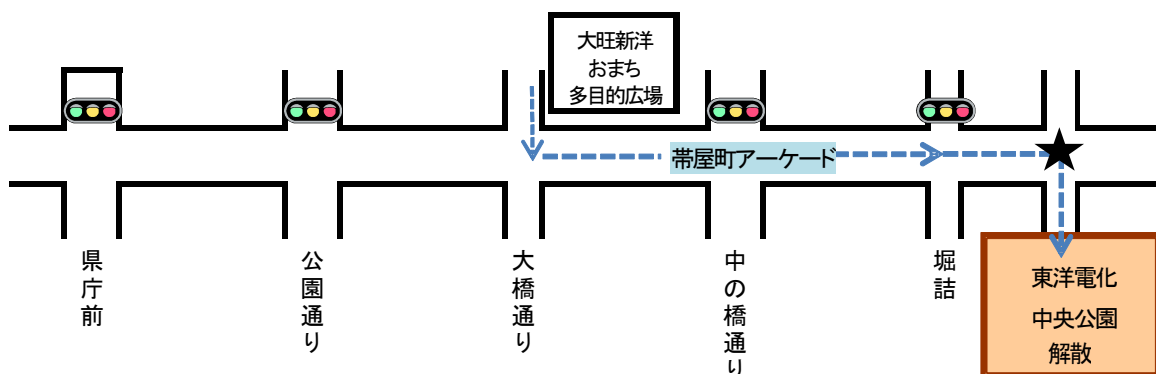 大旺新洋
おまち
多目的広場
帯屋町アーケード
県庁前
公園通り
大橋通り
中の橋通り
堀詰
東洋電化
中央公園
解散